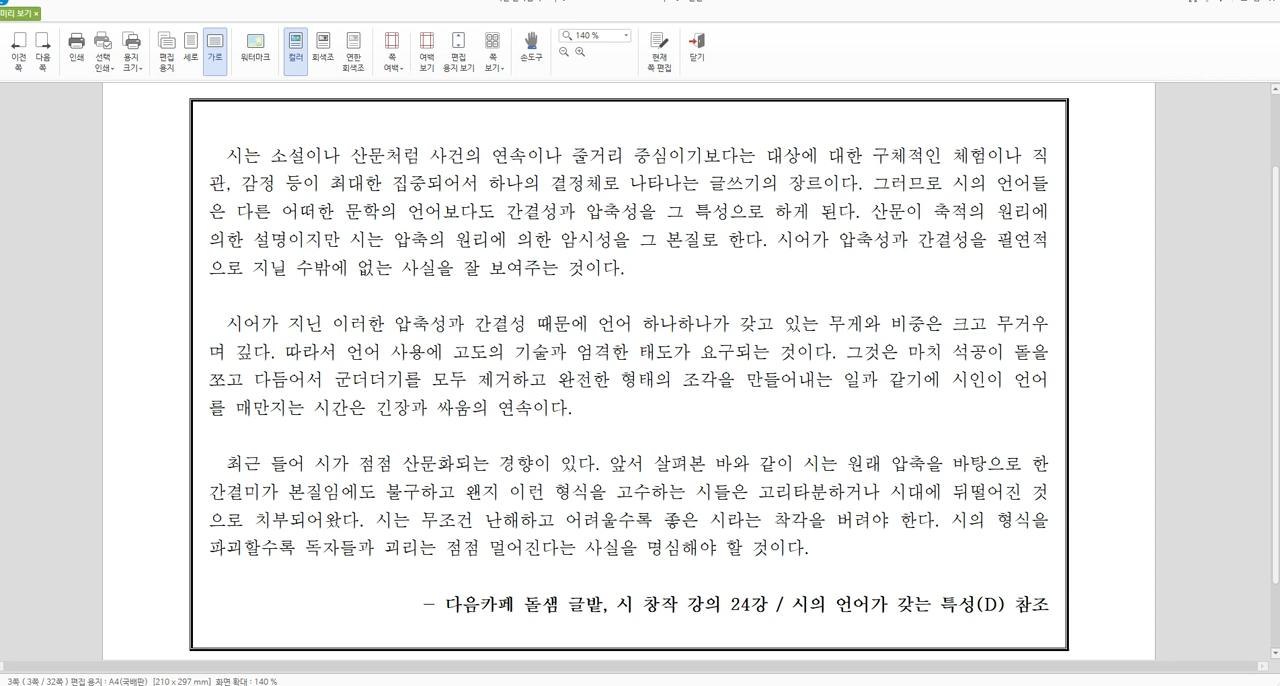 미리 보기 ×
이전 쪽
다음 쪽
인쇄
선택 인쇄
용지 크기
편집 용지
세로
가로
워터마크
컬러
회색조
연한 회색조
쪽 여백
여백 보기
편집 용지 보기
쪽 보기
손도구
140 %
현재 쪽 편집
닫기
시는 소설이나 산문처럼 사건의 연속이나 줄거리 중심이기보다는 대상에 대한 구체적인 체험이나 직
관, 감정 등이 최대한 집중되어서 하나의 결정체로 나타나는 글쓰기의 장르이다. 그러므로 시의 언어들
은 다른 어떠한 문학의 언어보다도 간결성과 압축성을 그 특성으로 하게 된다. 산문이 축적의 원리에
의한 설명이지만 시는 압축의 원리에 의한 암시성을 그 본질로 한다. 시어가 압축성과 간결성을 필연적
으로 지닐 수밖에 없는 사실을 잘 보여주는 것이다.
시어가 지닌 이러한 압축성과 간결성 때문에 언어 하나하나가 갖고 있는 무게와 비중은 크고 무거우
며 깊다. 따라서 언어 사용에 고도의 기술과 엄격한 태도가 요구되는 것이다. 그것은 마치 석공이 돌을
쪼고 다듬어서 군더더기를 모두 제거하고 완전한 형태의 조각을 만들어내는 일과 같기에 시인이 언어
를 매만지는 시간은 긴장과 싸움의 연속이다.
최근 들어 시가 점점 산문화되는 경향이 있다. 앞서 살펴본 바와 같이 시는 원래 압축을 바탕으로 한
간결미가 본질임에도 불구하고 왠지 이런 형식을 고수하는 시들은 고리타분하거나 시대에 뒤떨어진 것
으로 치부되어왔다. 시는 무조건 난해하고 어려울수록 좋은 시라는 착각을 버려야 한다. 시의 형식을
파괴할수록 독자들과 괴리는 점점 멀어진다는 사실을 명심해야 할 것이다.
- 다음카페 돌샘 글밭, 시 창작 강의 24강 / 시의 언어가 갖는 특성(D) 참조
3쪽 ( 3쪽 / 32쪽 ) 편집 용지 : A4(국배판) [210 x 297 mm] 화면 확대 : 140 %